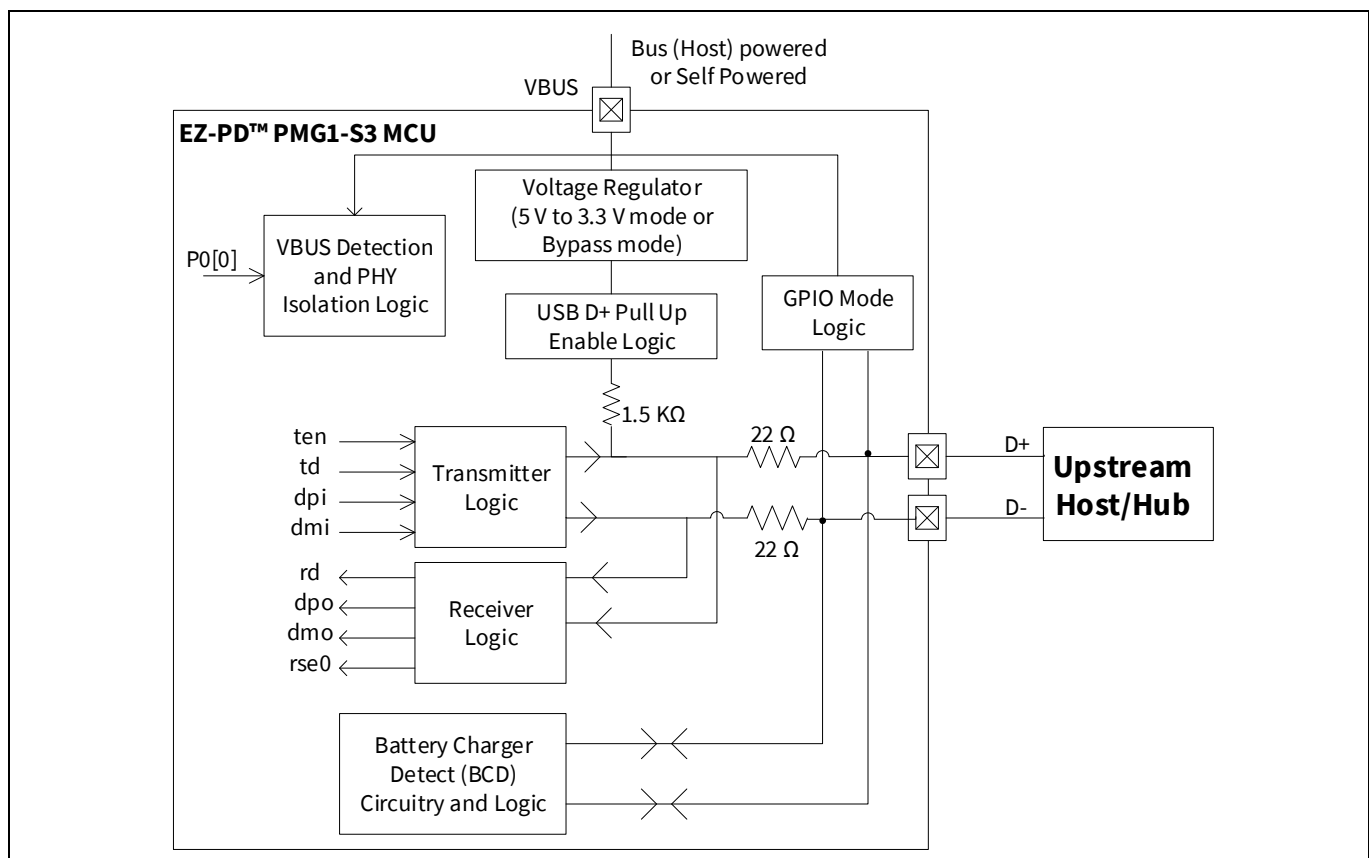 Bus (Host) powered
or Self Powered
VBUS
EZ-PD™ PMG1-S3 MCU
Voltage Regulator
(5 V to 3.3 V mode or
Bypass mode)
P0[0]
VBUS Detection
and PHY
Isolation Logic
GPIO Mode
Logic
USB D+ Pull Up
Enable Logic
1.5 KΩ
ten
td
dpi
dmi
Transmitter
Logic
22 Ω
22 Ω
D+
D-
Upstream
Host/Hub
rd
dpo
dmo
rse0
Receiver
Logic
Battery Charger
Detect (BCD)
Circuitry and Logic